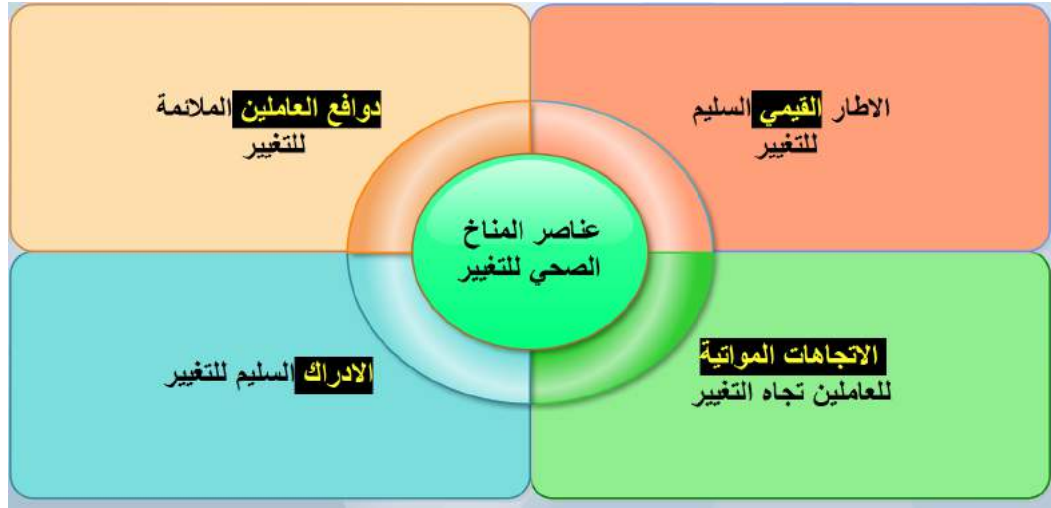 الاطار القيمي السليم
للتغيير
دوافع العاملين الملائمة
للتغيير
عناصر المناخ
الصحي للتغيير
الاتجاهات المواتية
للعاملين تجاه التغيير
الادراك السليم للتغيير